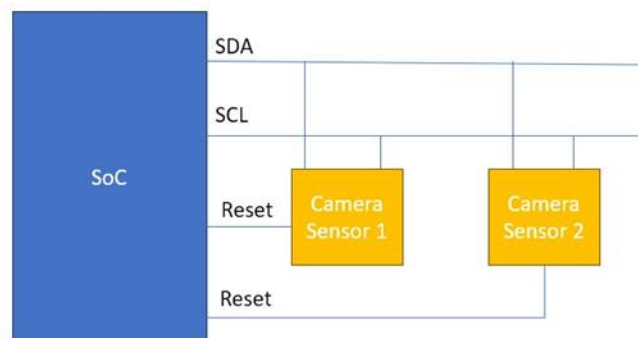 SDA
SCL
SoC
Reset
Camera
Sensor 1
Camera
Sensor 2
Reset